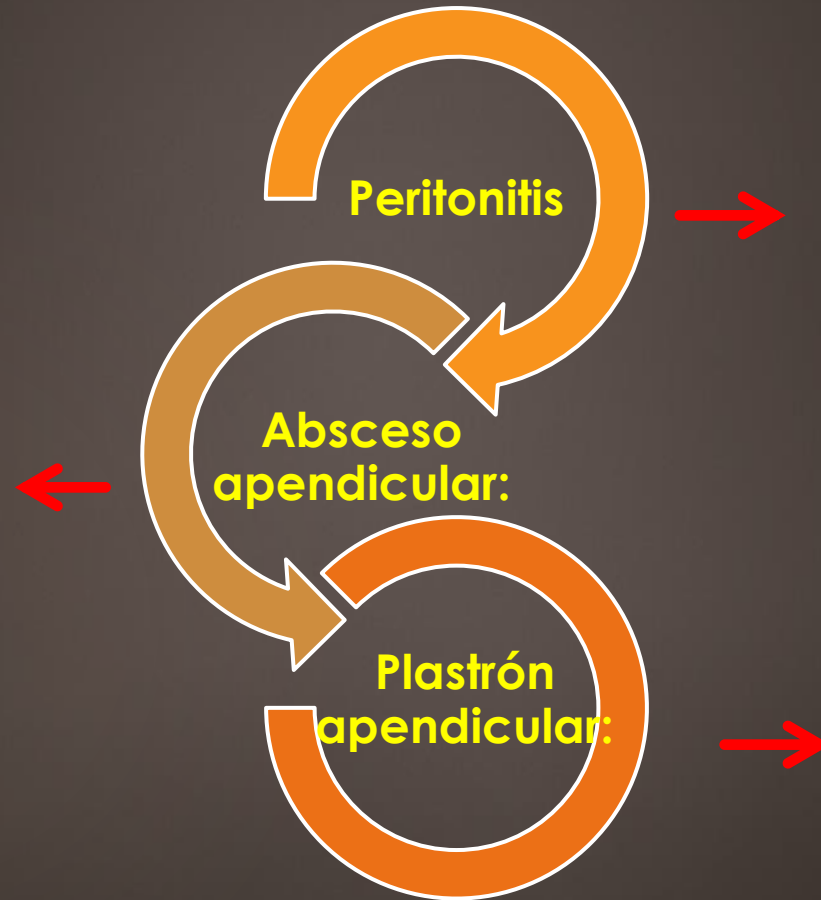 Peritonitis
Absceso
apendicular:
Plastrón
apendicular: